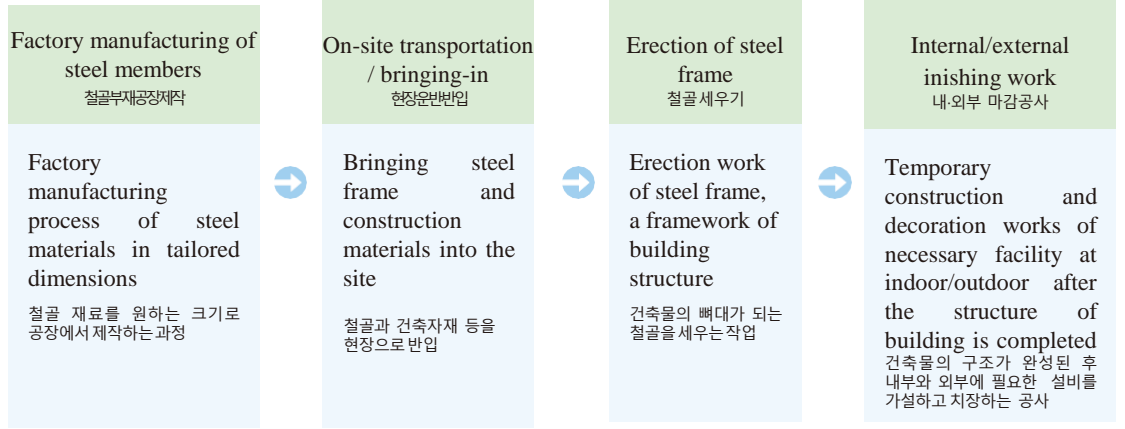 Factory manufacturing of
steel members
철골부재공장제작
Factory
manufacturing
process of steel
materials in tailored
dimensions
철골 재료를 원하는 크기로
공장에서 제작하는 과정
On-site transportation
/ bringing-in
현장운반반입
Bringing steel
frame and
construction
materials into the
site
철골과 건축자재 등을
현장으로 반입
Erection of steel
frame
철골 세우기
Erection work
of steel frame,
a framework of
building
structure
건축물의 뼈대가 되는
철골을 세우는 작업
Internal/external
inishing work
내·외부 마감공사
Temporary
construction and
decoration works of
necessary facility at
indoor/outdoor after
the structure of
building is completed
건축물의 구조가 완성된 후
내부와 외부에 필요한 설비를
가설하고 치장하는 공사